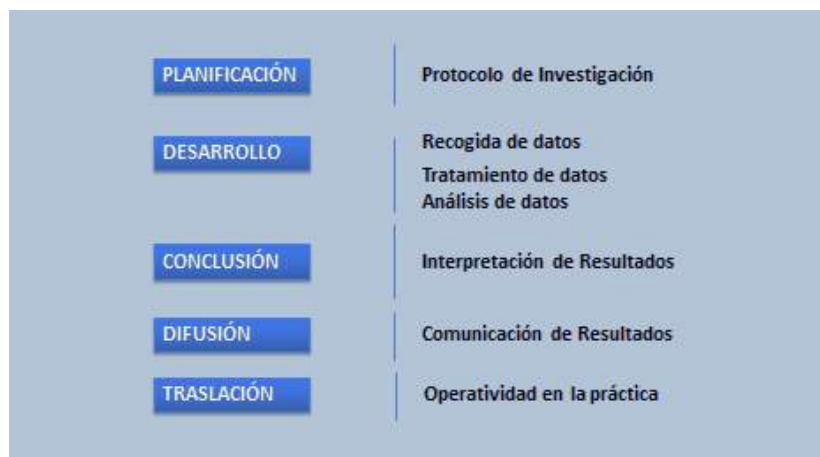 PLANIFICACIÓN
Protocolo de Investigación
DESARROLLO
Recogida de datos
Tratamiento de datos
Análisis de datos
CONCLUSIÓN
Interpretación de Resultados
DIFUSIÓN
Comunicación de Resultados
TRASLACIÓN
Operatividad en la práctica